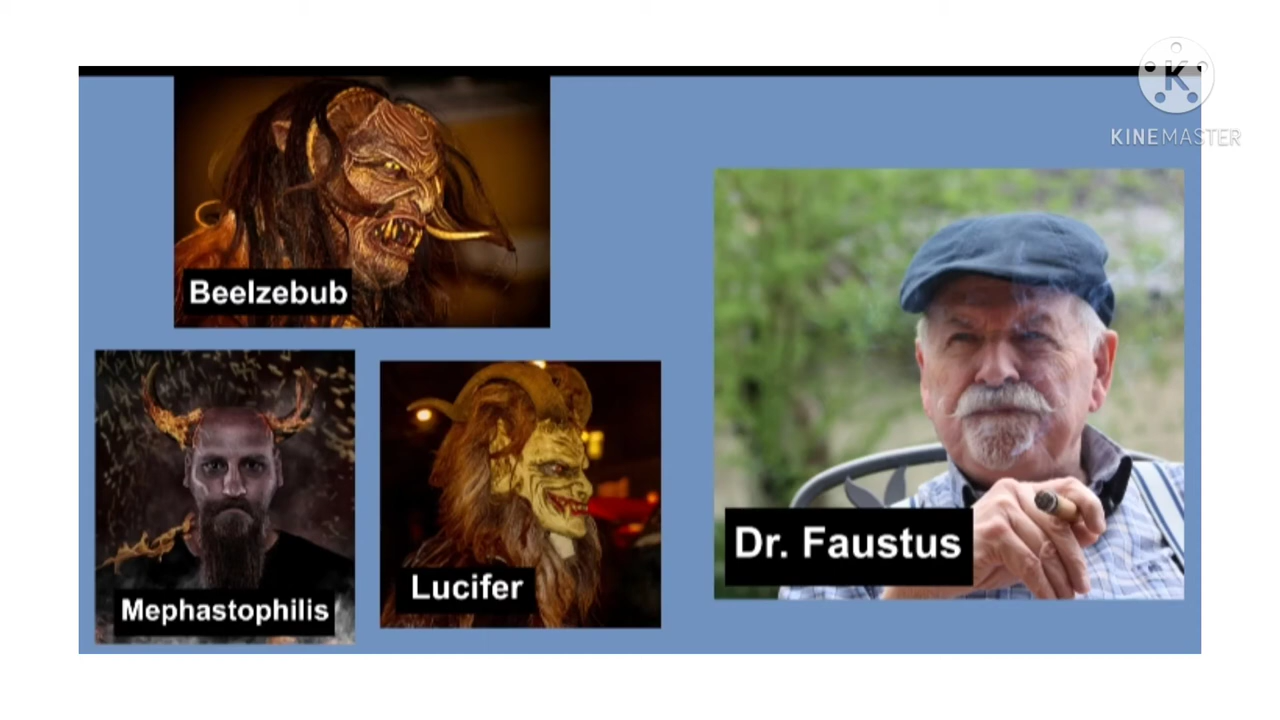 KINEMASTER
Beelzebub
Dr. Faustus
Lucifer
Mephastophilis